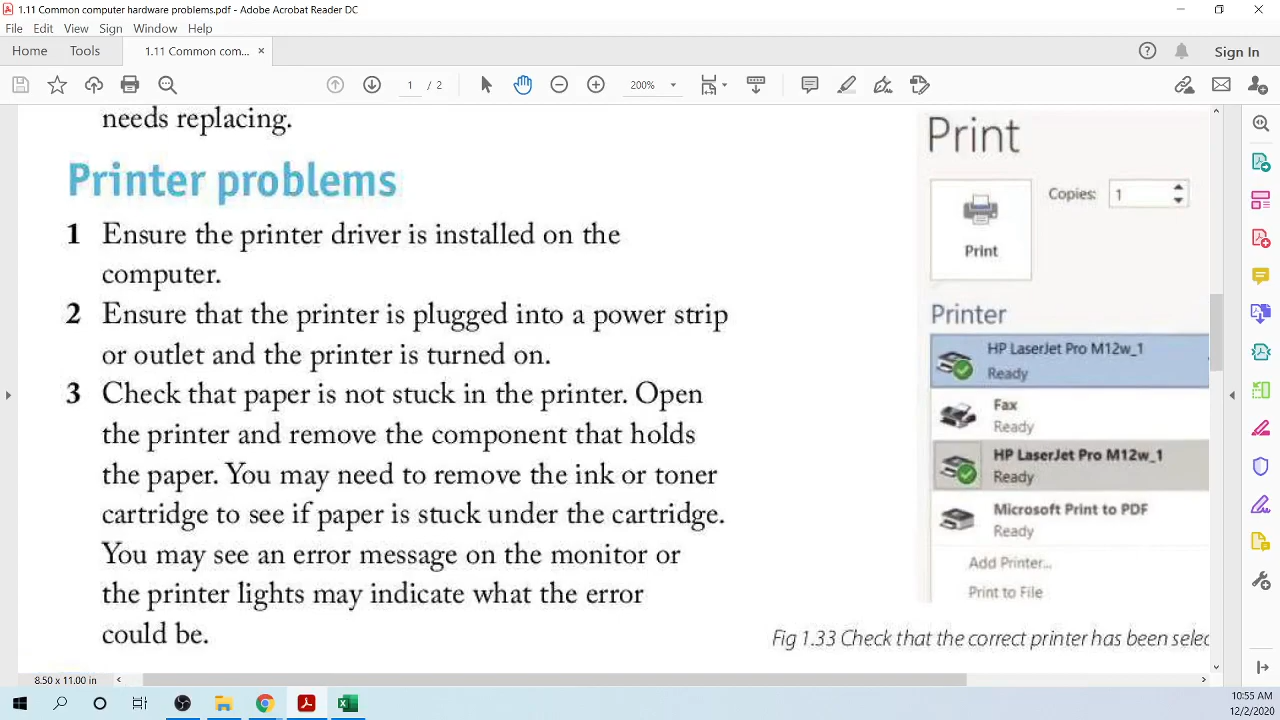 1.11 Common computer hardware problems.pdf - Adobe Acrobat Reader DC
File Edit View Sign Window Help
Home Tools 1.11 Common com... × Sign In
1 / 2 200%
needs replacing.
Printer problems
1 Ensure the printer driver is installed on the
computer.
2 Ensure that the printer is plugged into a power strip
or outlet and the printer is turned on.
3 Check that paper is not stuck in the printer. Open
the printer and remove the component that holds
the paper. You may need to remove the ink or toner
cartridge to see if paper is stuck under the cartridge.
You may see an error message on the monitor or
the printer lights may indicate what the error
could be.
Print
Copies: 1
Print
Printer
HP LaserJet Pro M12w_1
Ready
Fax
Ready
HP LaserJet Pro M12w_1
Ready
Microsoft Print to PDF
Ready
Add Printer...
Print to File
Fig 1.33 Check that the correct printer has been selec
8.50 x 11.00 in
10:55 AM
12/2/2020